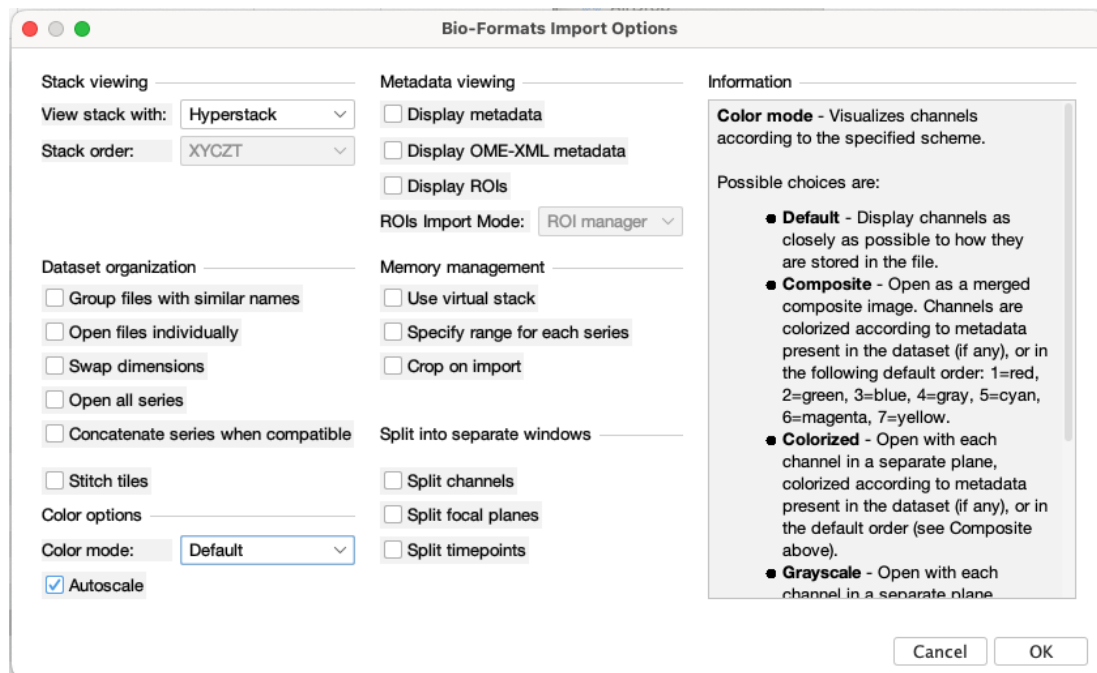 Bio-Formats Import Options
Stack viewing
View stack with: Hyperstack
Stack order: XYCZT
Metadata viewing
Display metadata
Display OME-XML metadata
Display ROIs
ROIs Import Mode: ROI manager
Dataset organization
Group files with similar names
Open files individually
Swap dimensions
Open all series
Concatenate series when compatible
Stitch tiles
Memory management
Use virtual stack
Specify range for each series
Crop on import
Color options
Color mode: Default
Autoscale
Split into separate windows
Split channels
Split focal planes
Split timepoints
Information
Color mode - Visualizes channels
according to the specified scheme.
Possible choices are:
● Default - Display channels as
closely as possible to how they
are stored in the file.
● Composite - Open as a merged
composite image. Channels are
colorized according to metadata
present in the dataset (if any), or in
the following default order: 1=red,
2=green, 3=blue, 4=gray, 5=cyan,
6=magenta, 7=yellow.
● Colorized - Open with each
channel in a separate plane,
colorized according to metadata
present in the dataset (if any), or in
the default order (see Composite
above).
● Grayscale - Open with each
channel in a separate plane
Cancel
OK